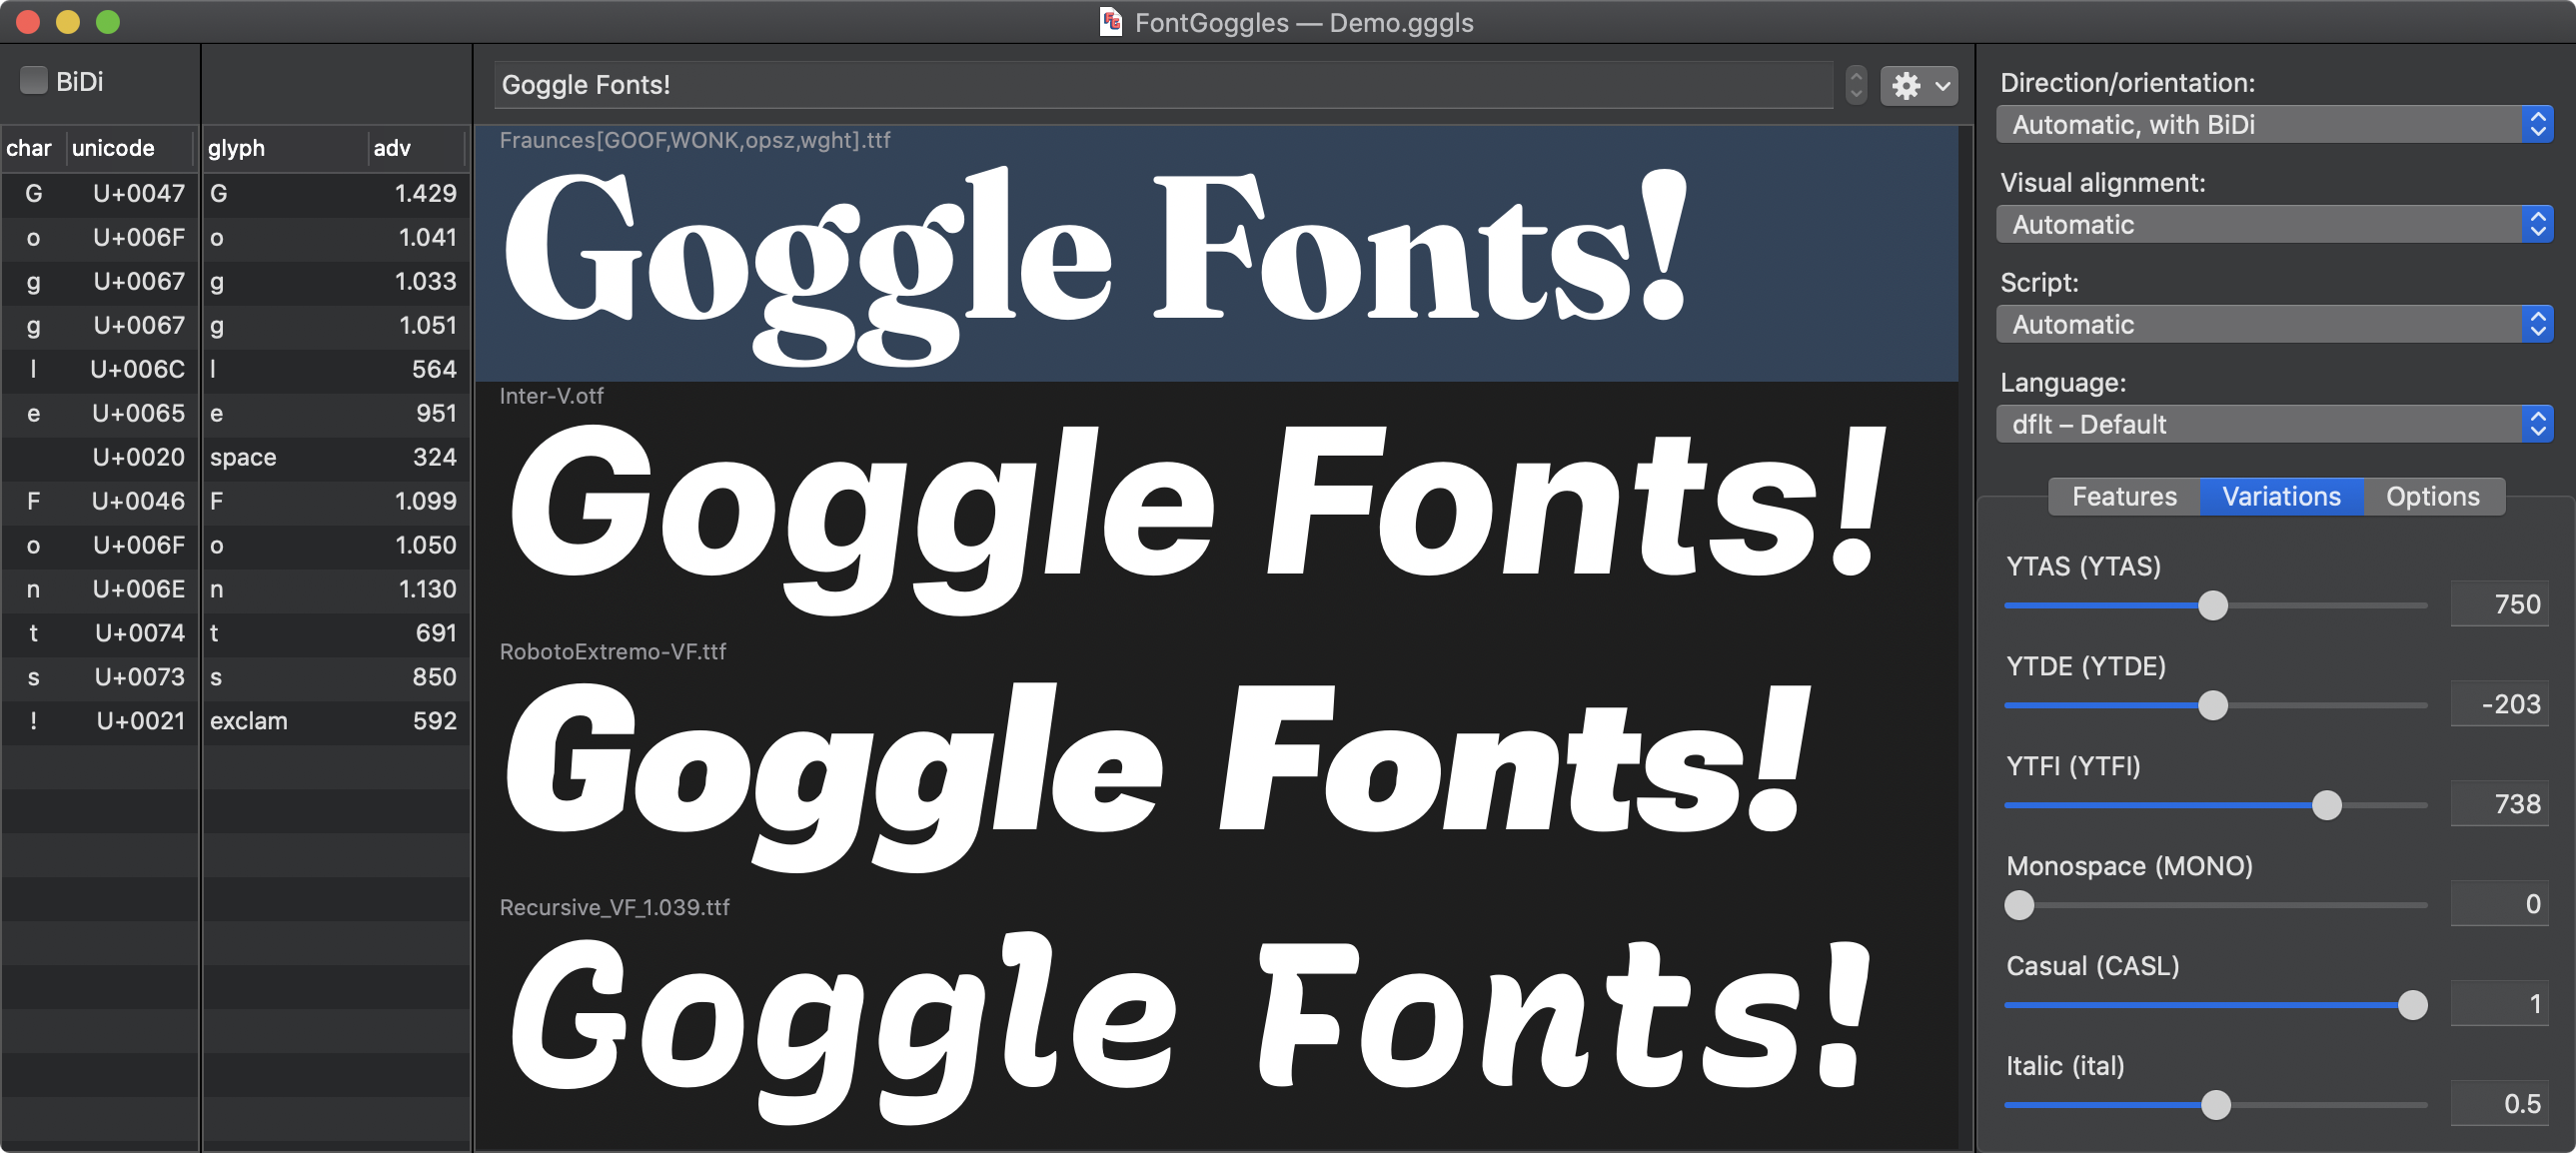 FontGoggles — Demo.gggls
BiDi
Goggle Fonts!
char unicode glyph adv
G U+0047 G 1.429
o U+006F o 1.041
g U+0067 g 1.033
g U+0067 g 1.051
l U+006C l 564
e U+0065 e 951
U+0020 space 324
F U+0046 F 1.099
o U+006F o 1.050
n U+006E n 1.130
t U+0074 t 691
s U+0073 s 850
! U+0021 exclam 592
Fraunces[GOOF,WONK,opsz,wght].ttf
Goggle Fonts!
Inter-V.otf
Goggle Fonts!
RobotoExtremo-VF.ttf
Goggle Fonts!
Recursive_VF_1.039.ttf
Goggle Fonts!
Direction/orientation:
Automatic, with BiDi
Visual alignment:
Automatic
Script:
Automatic
Language:
dflt – Default
Features Variations Options
YTAS (YTAS)
750
YTDE (YTDE)
-203
YTFI (YTFI)
738
Monospace (MONO)
0
Casual (CASL)
1
Italic (ital)
0.5